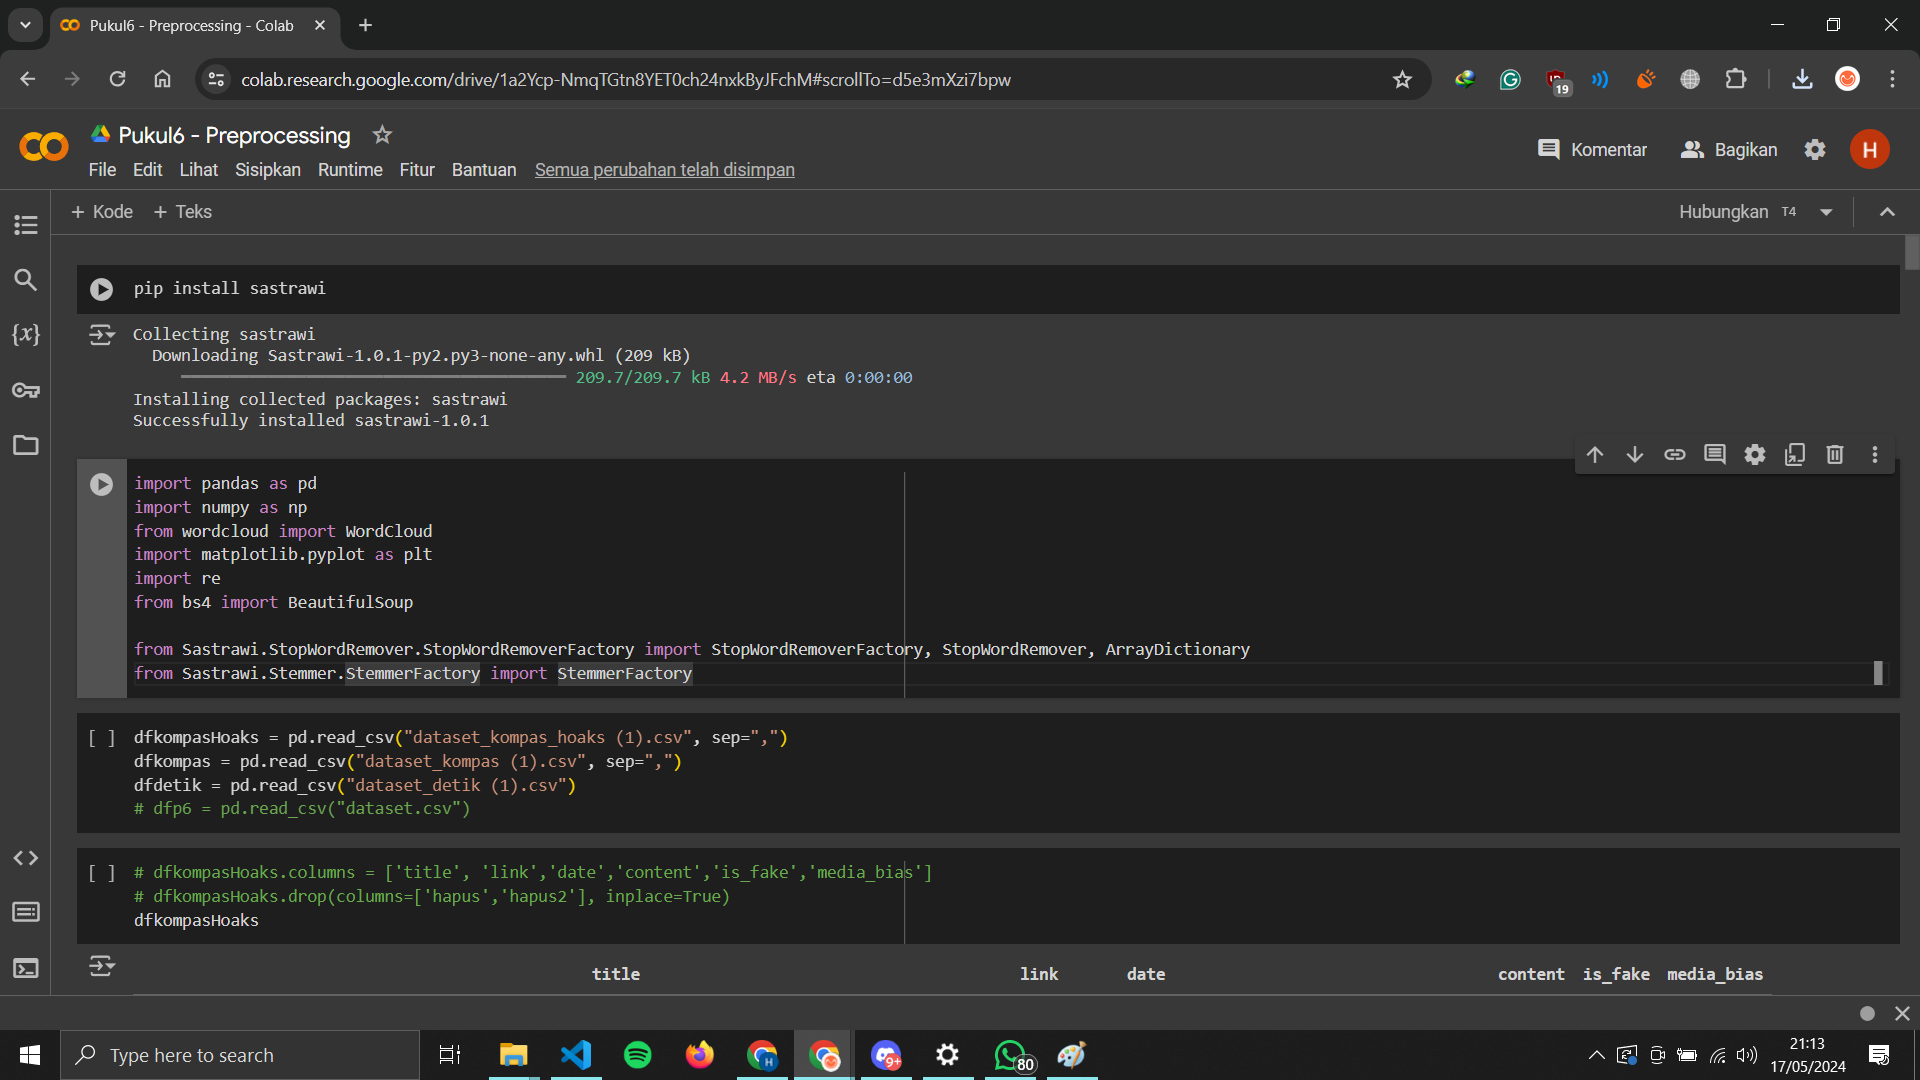 Pukul6 - Preprocessing - Colab
colab.research.google.com/drive/1a2Ycp-NmqTGtn8YET0ch24nxkByJFchM#scrollTo=d5e3mXzi7bpw
19
Pukul6 - Preprocessing
File Edit Lihat Sisipkan Runtime Fitur Bantuan Semua perubahan telah disimpan
Komentar Bagikan H
+ Kode + Teks
Hubungkan T4
pip install sastrawi
Collecting sastrawi
Downloading Sastrawi-1.0.1-py2.py3-none-any.whl (209 kB)
209.7/209.7 kB 4.2 MB/s eta 0:00:00
Installing collected packages: sastrawi
Successfully installed sastrawi-1.0.1
import pandas as pd
import numpy as np
from wordcloud import WordCloud
import matplotlib.pyplot as plt
import re
from bs4 import BeautifulSoup
from Sastrawi.StopWordRemover.StopWordRemoverFactory import StopWordRemoverFactory, StopWordRemover, ArrayDictionary
from Sastrawi.Stemmer.StemmerFactory import StemmerFactory
[ ] dfkompasHoaks = pd.read_csv("dataset_kompas_hoaks (1).csv", sep=",")
dfkompas = pd.read_csv("dataset_kompas (1).csv", sep=",")
dfdetik = pd.read_csv("dataset_detik (1).csv")
# dfp6 = pd.read_csv("dataset.csv")
[ ] # dfkompasHoaks.columns = ['title', 'link','date','content','is_fake','media_bias']
# dfkompasHoaks.drop(columns=['hapus','hapus2'], inplace=True)
dfkompasHoaks
title link date content is_fake media_bias
Type here to search
H
9+
80
21:13
17/05/2024